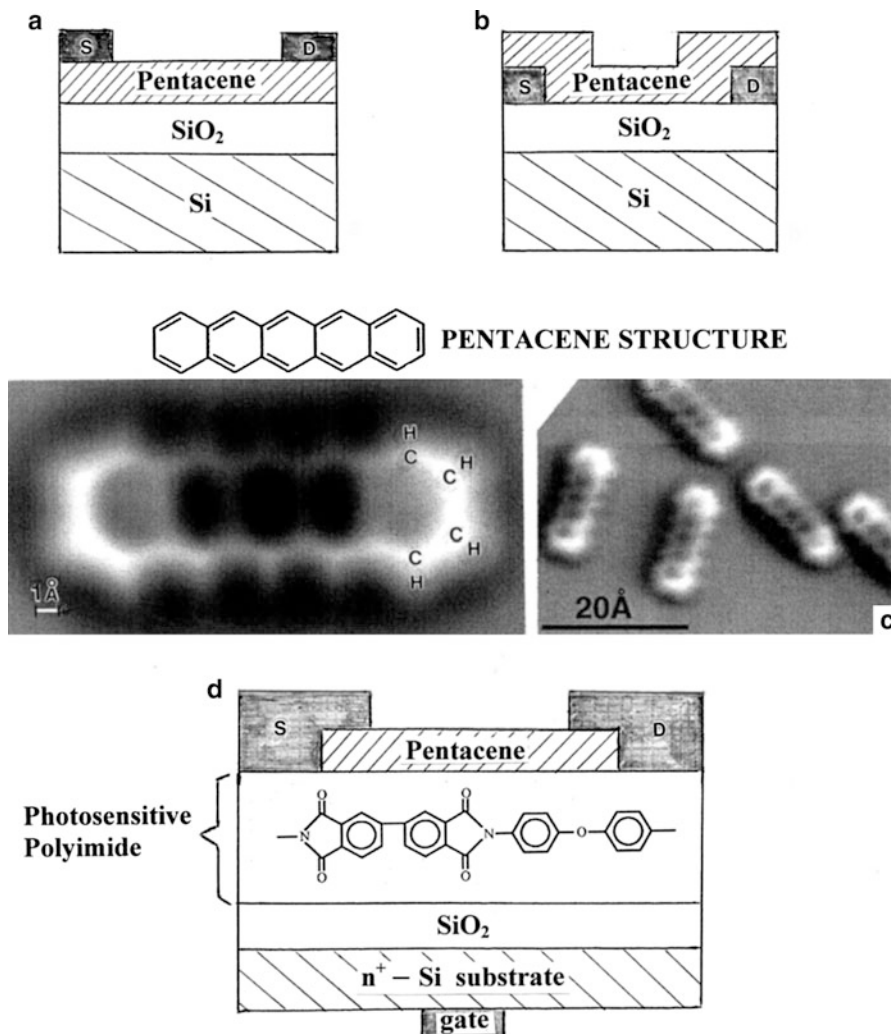 a
S
D
Pentacene
SiO₂
Si
b
S
Pentacene
D
SiO₂
Si
PENTACENE STRUCTURE
H
C
H
C
C
H
C
H
1Å
20Å
c
d
S
D
Pentacene
Photosensitive
Polyimide
O
O
N
O
O
O
N
O
O
SiO₂
n⁺ – Si substrate
gate